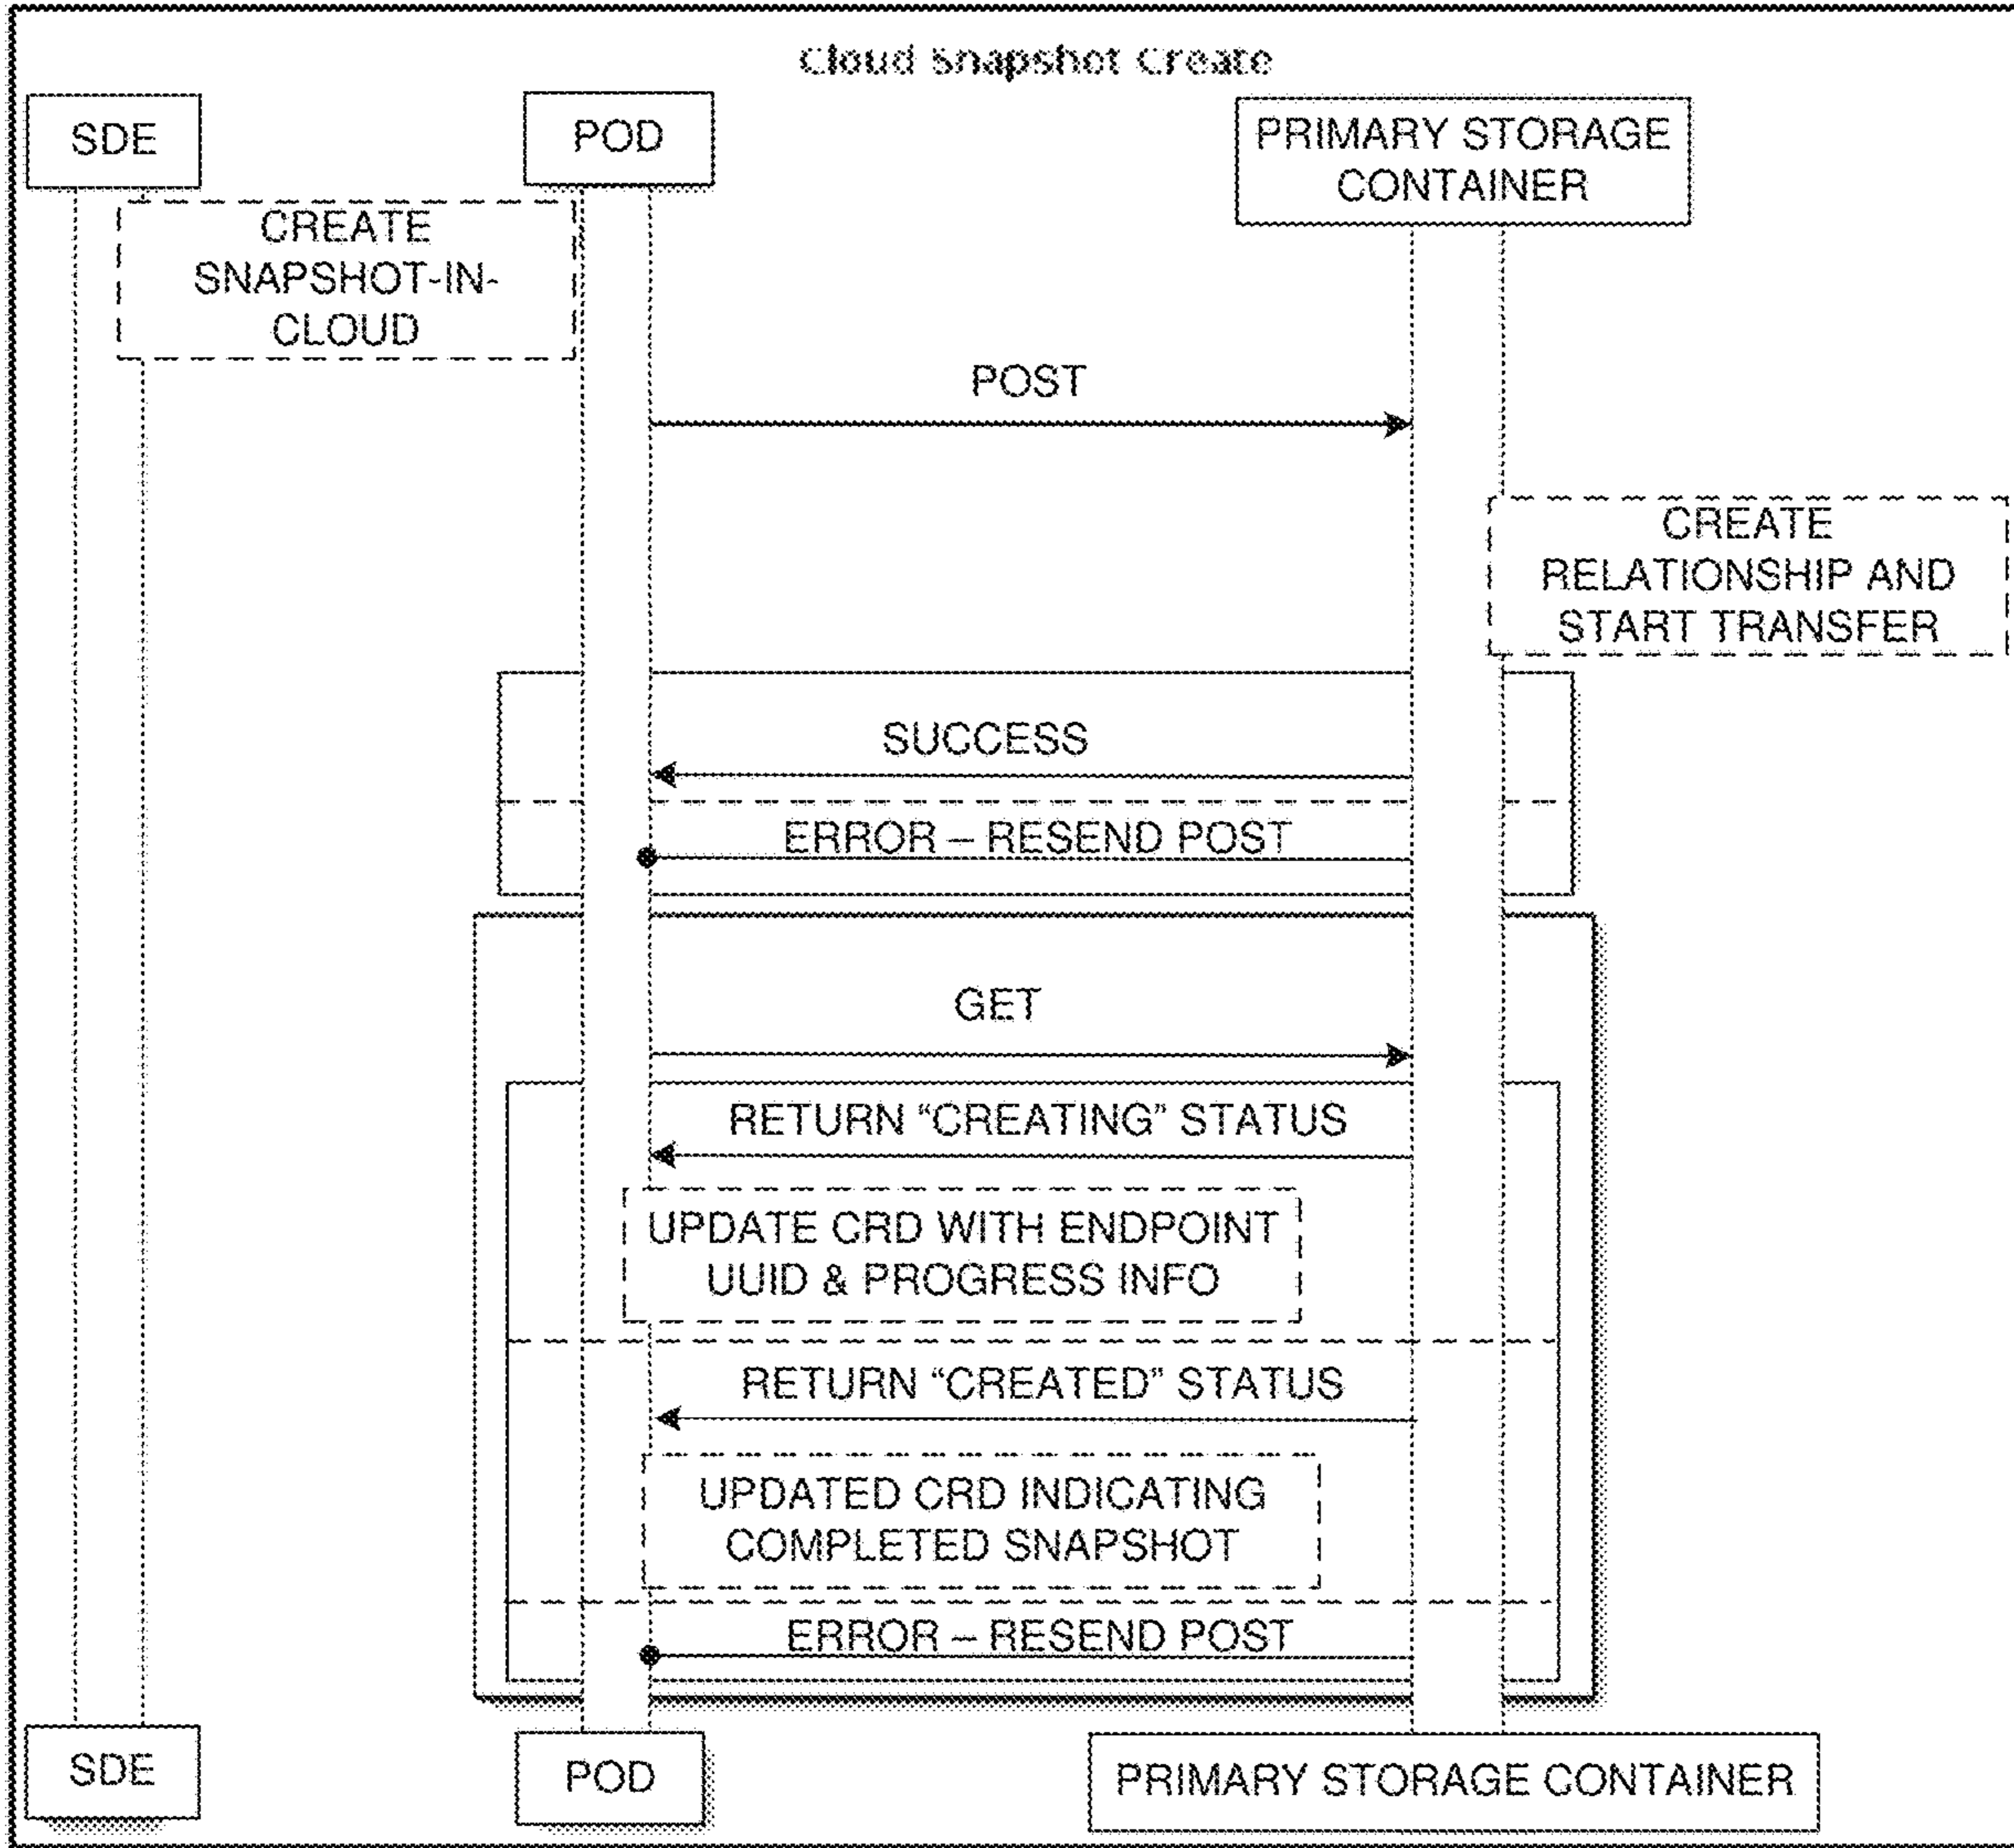 Cloud Snapshot Create
SDE
POD
PRIMARY STORAGE
CONTAINER
CREATE
SNAPSHOT-IN-
CLOUD
POST
CREATE
RELATIONSHIP AND
START TRANSFER
SUCCESS
ERROR – RESEND POST
GET
RETURN “CREATING” STATUS
UPDATE CRD WITH ENDPOINT
UUID & PROGRESS INFO
RETURN “CREATED” STATUS
UPDATED CRD INDICATING
COMPLETED SNAPSHOT
ERROR – RESEND POST
SDE
POD
PRIMARY STORAGE CONTAINER